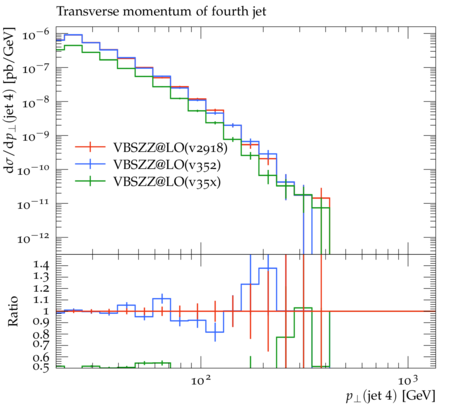 Transverse momentum of fourth jet
dσ/dp⊥(jet 4) [pb/GeV]
10⁻⁶
10⁻⁷
10⁻⁸
10⁻⁹
10⁻¹⁰
10⁻¹¹
10⁻¹²
VBSZZ@LO(v2918)
VBSZZ@LO(v352)
VBSZZ@LO(v35x)
Ratio
1.4
1.3
1.2
1.1
1
0.9
0.8
0.7
0.6
0.5
10² 10³
p⊥(jet 4) [GeV]